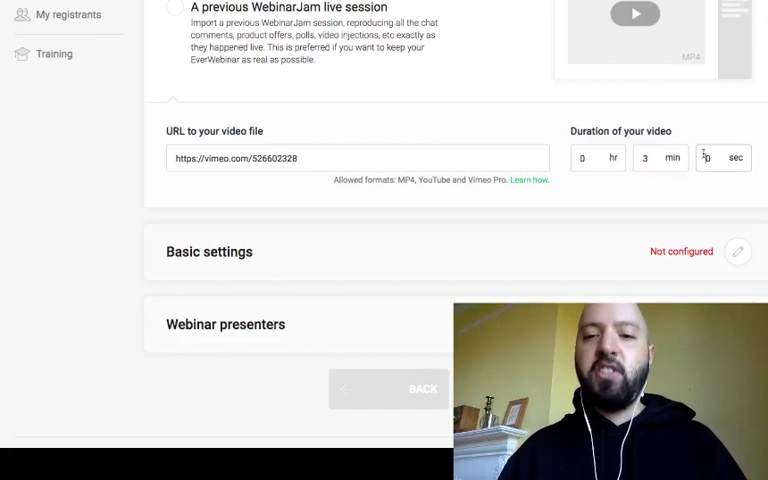 My registrants
A previous WebinarJam live session
Import a previous WebinarJam session, reproducing all the chat
comments, product offers, polls, video injections, etc exactly as
they happened live. This is preferred if you want to keep your
EverWebinar as real as possible.
MP4
Training
URL to your video file
Duration of your video
https://vimeo.com/526602328
0 hr 3 min 0 sec
Allowed formats: MP4, YouTube and Vimeo Pro. Learn how.
Basic settings
Not configured
Webinar presenters
BACK